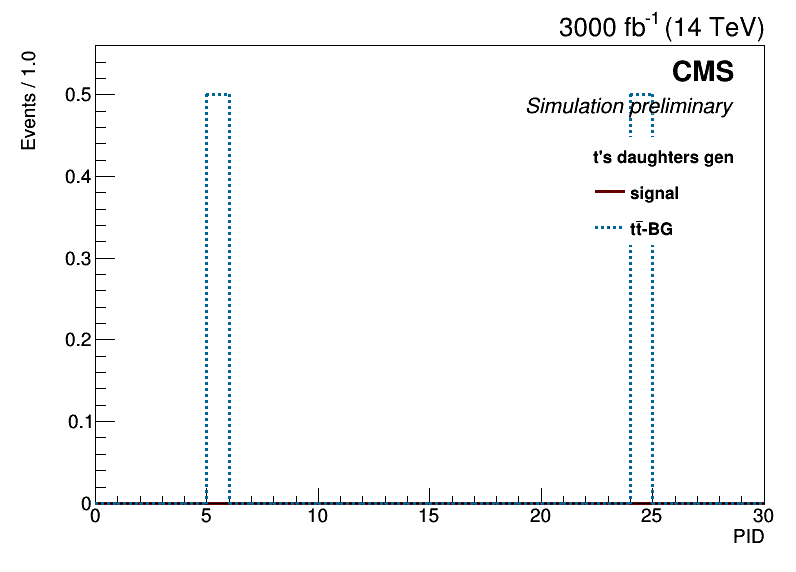 3000 fb⁻¹ (14 TeV)
Events / 1.0
CMS
Simulation preliminary
t's daughters gen
signal
tt̄-BG
0.5
0.4
0.3
0.2
0.1
0
0 5 10 15 20 25 30
PID